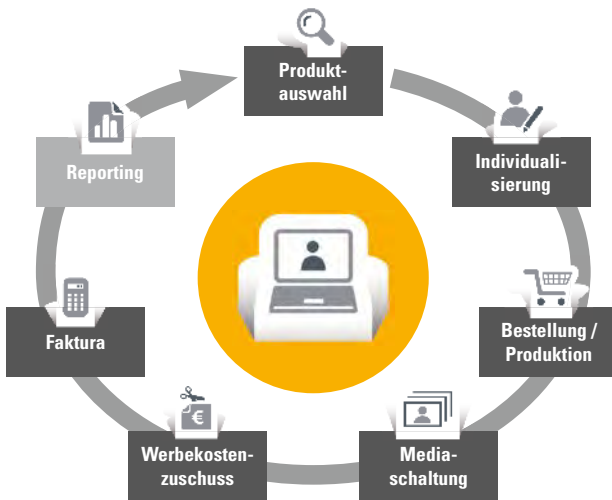 Produkt-
auswahl
Individuali-
sierung
Bestellung /
Produktion
Media-
schaltung
Werbekosten-
zuschuss
€
Faktura
Reporting